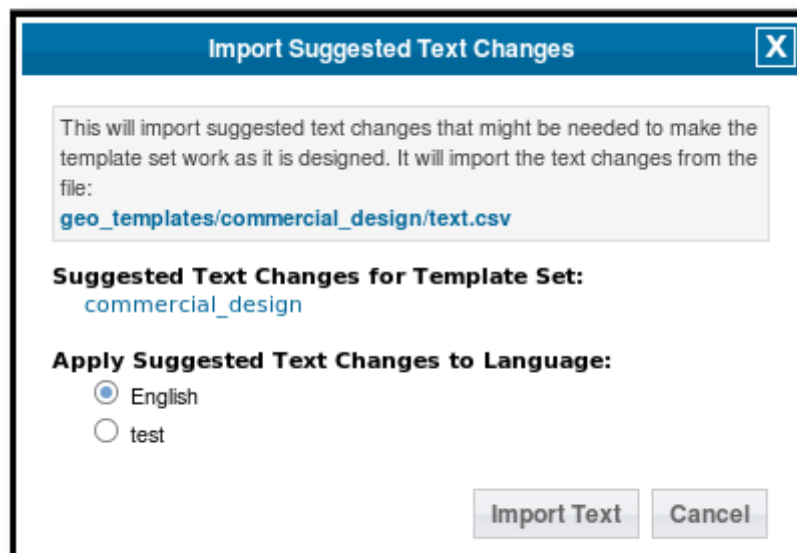 Import Suggested Text Changes X
This will import suggested text changes that might be needed to make the
template set work as it is designed. It will import the text changes from the
file:
geo_templates/commercial_design/text.csv
Suggested Text Changes for Template Set:
commercial_design
Apply Suggested Text Changes to Language:
English
test
Import Text Cancel